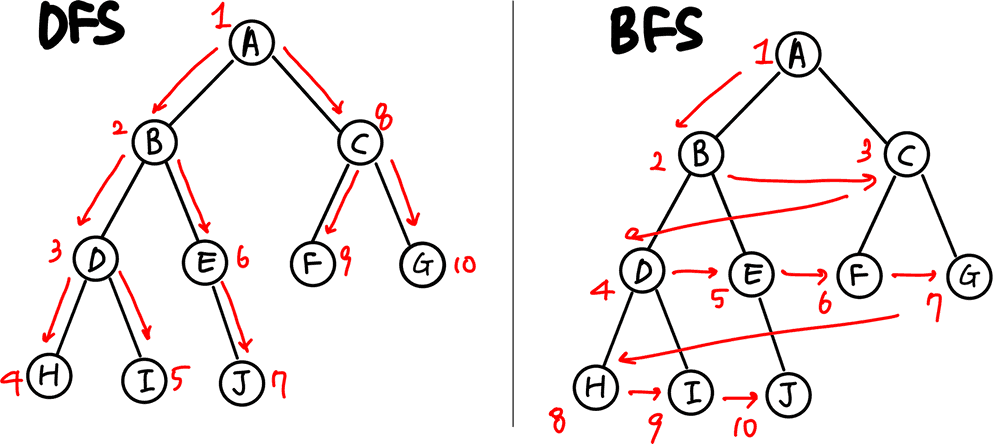 DFS
1 A
2 B
C 8
3 D
E 6
F 9
G 10
4 H
I 5
J 7
BFS
1 A
2 B
3 C
4 D
5 E
6 F
7 G
8 H
9 I
10 J